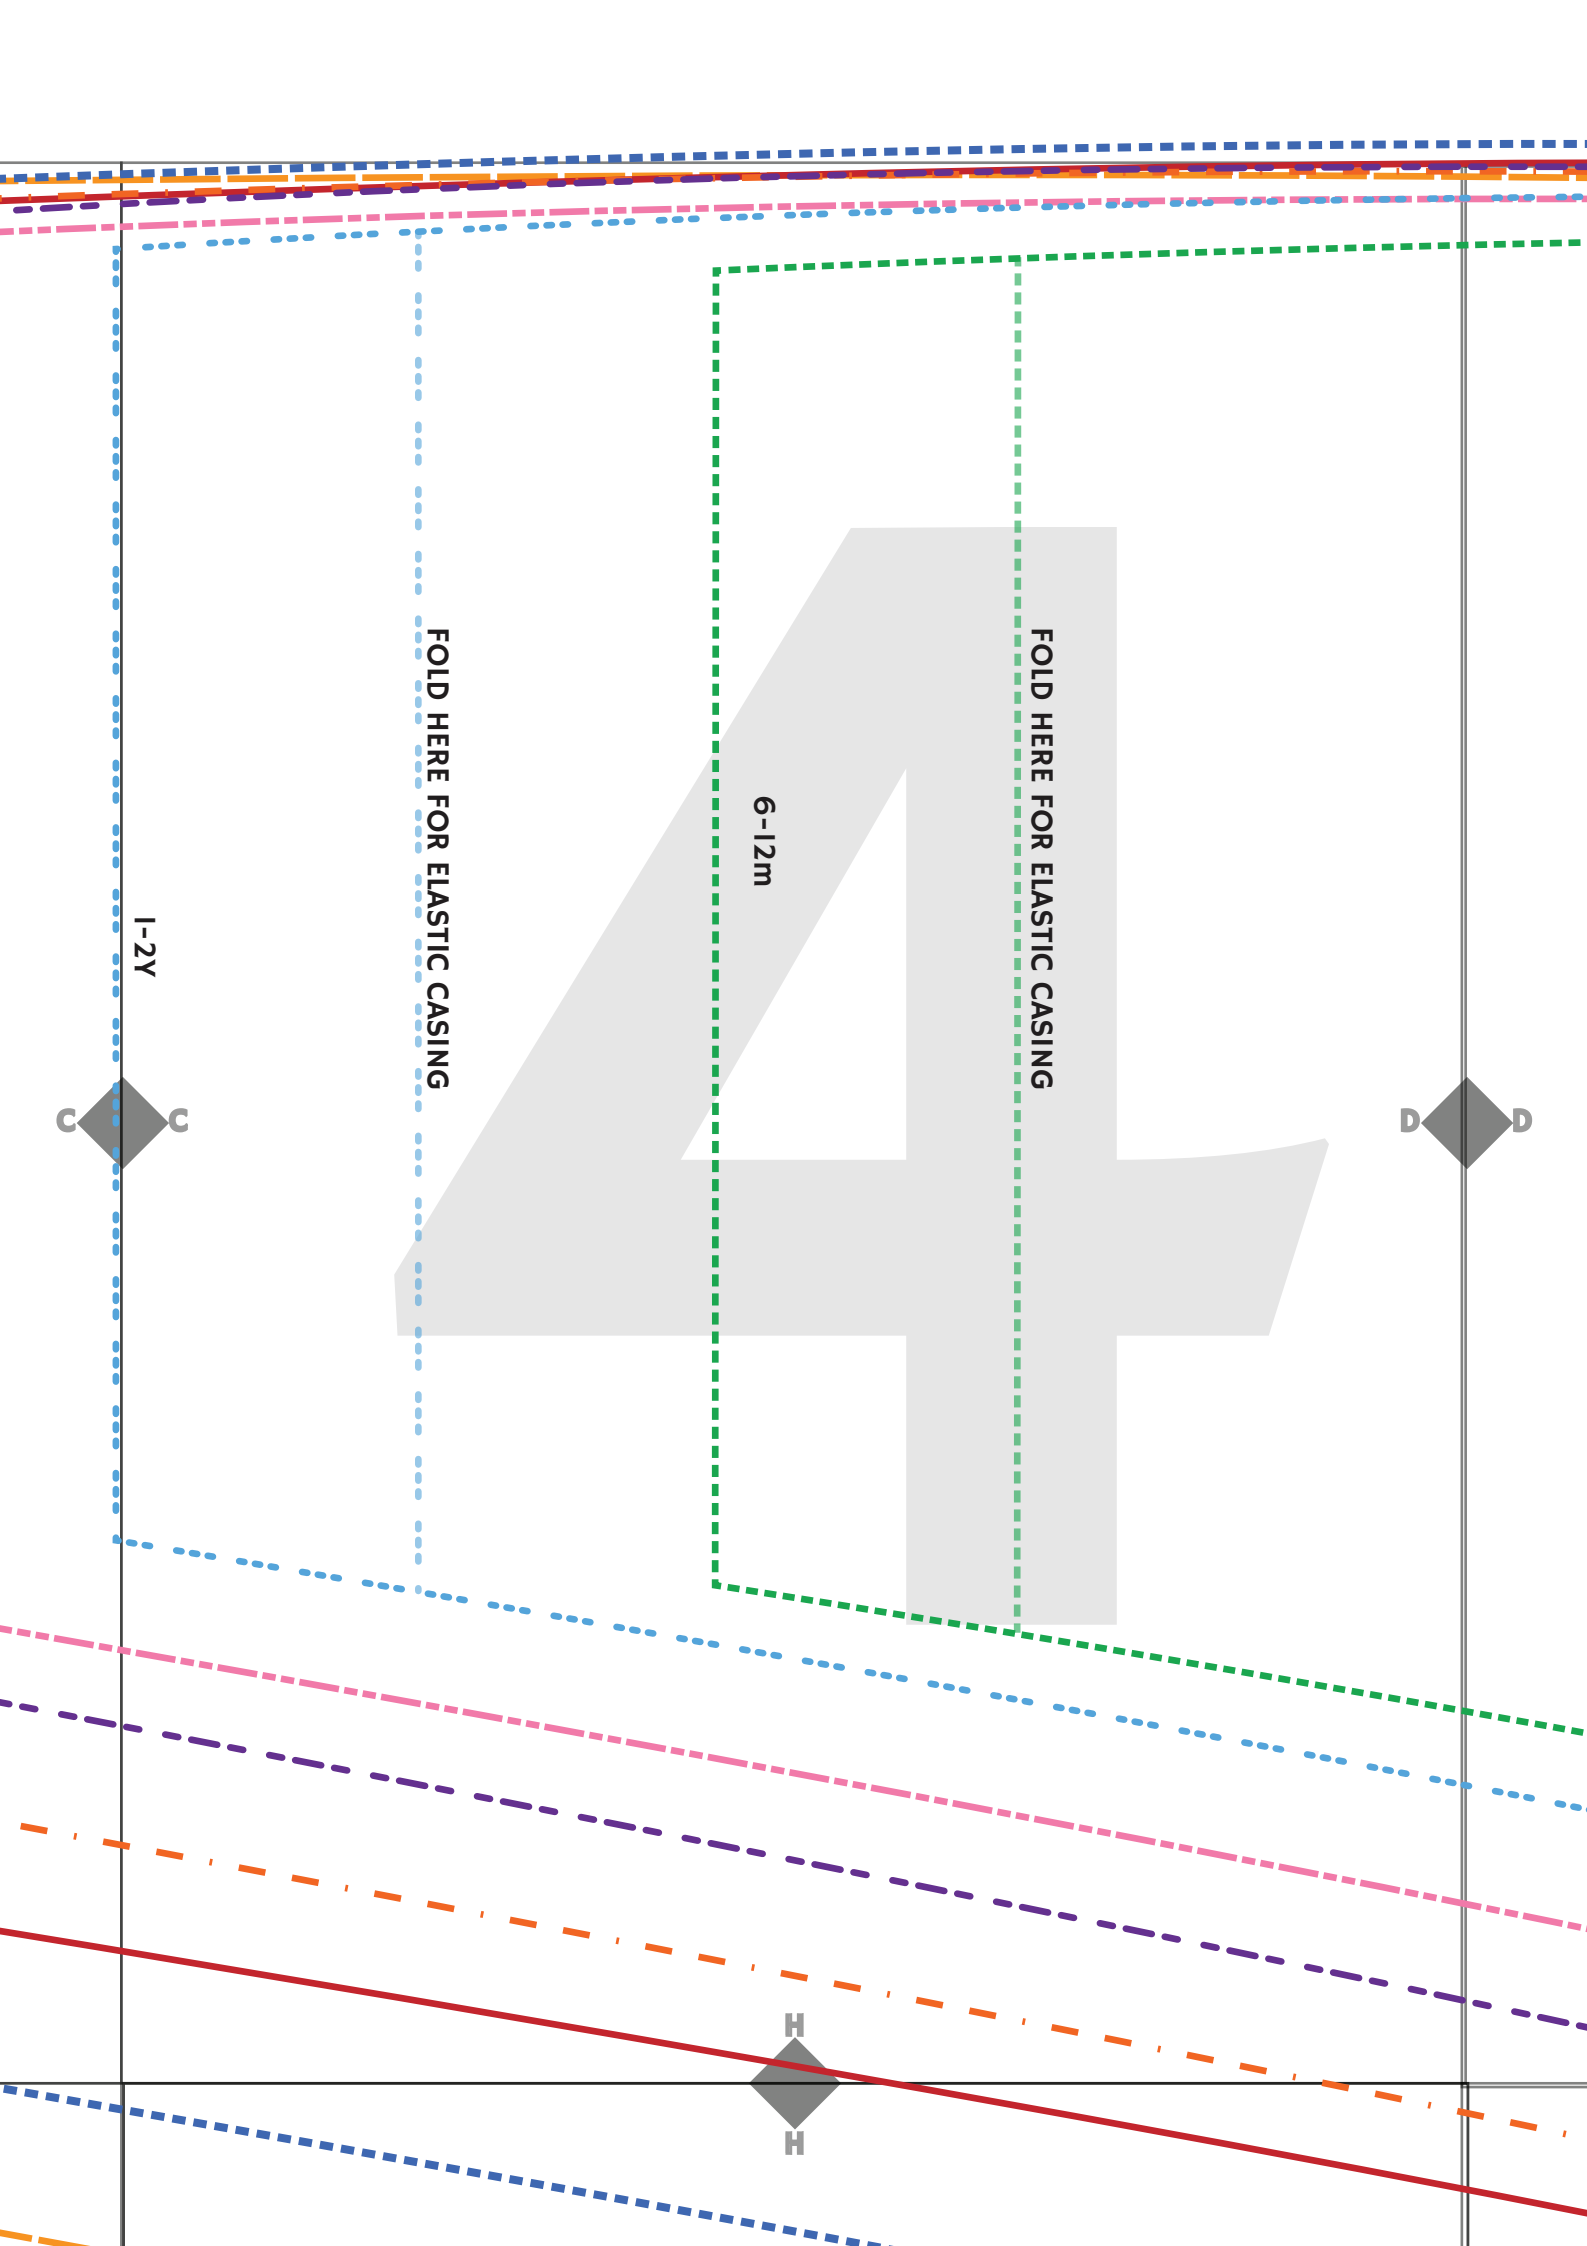 FOLD HERE FOR ELASTIC CASING
FOLD HERE FOR ELASTIC CASING
6-12m
1-2Y
4
C C
D D
H
H